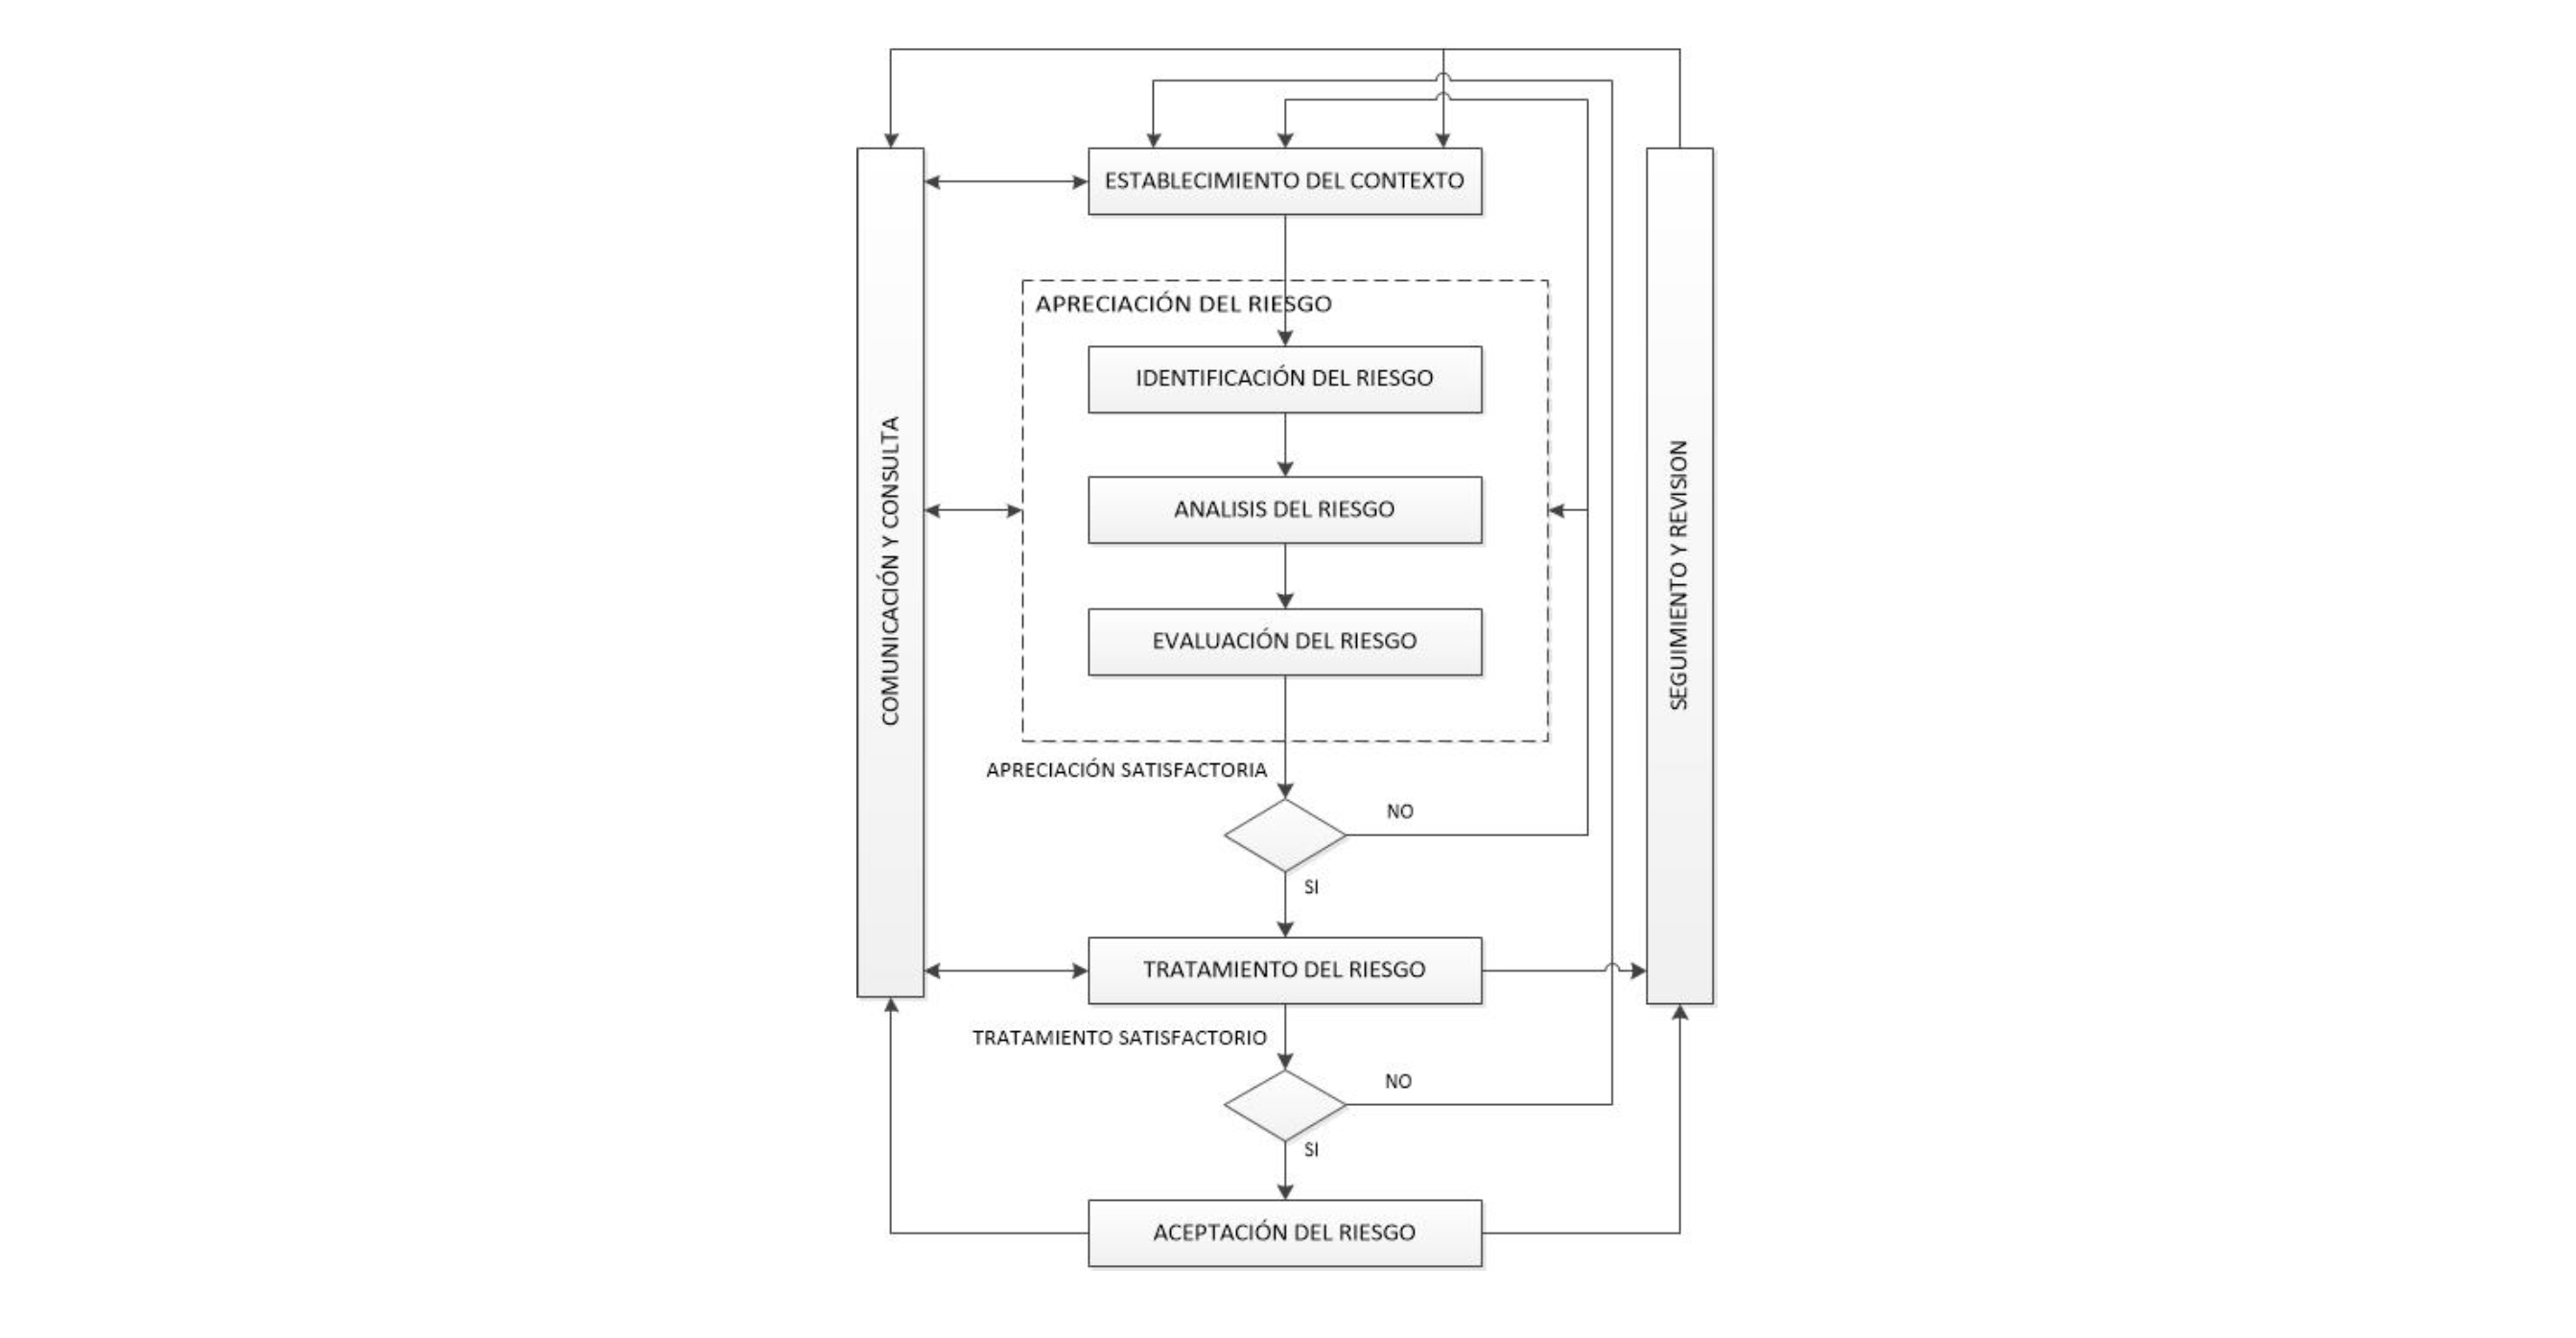 ESTABLECIMIENTO DEL CONTEXTO
APRECIACIÓN DEL RIESGO
IDENTIFICACIÓN DEL RIESGO
ANALISIS DEL RIESGO
EVALUACIÓN DEL RIESGO
COMUNICACIÓN Y CONSULTA
SEGUIMIENTO Y REVISION
APRECIACIÓN SATISFACTORIA
NO
SI
TRATAMIENTO DEL RIESGO
TRATAMIENTO SATISFACTORIO
NO
SI
ACEPTACIÓN DEL RIESGO